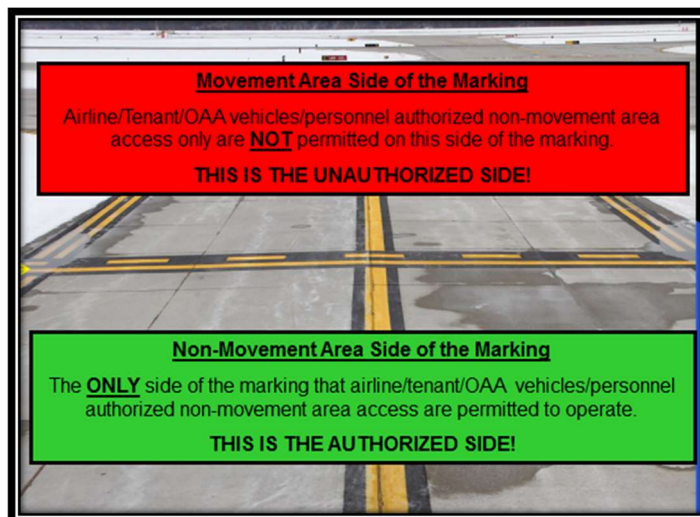 Movement Area Side of the Marking
Airline/Tenant/OAA vehicles/personnel authorized non-movement area
access only are NOT permitted on this side of the marking.
THIS IS THE UNAUTHORIZED SIDE!
Non-Movement Area Side of the Marking
The ONLY side of the marking that airline/tenant/OAA vehicles/personnel
authorized non-movement area access are permitted to operate.
THIS IS THE AUTHORIZED SIDE!